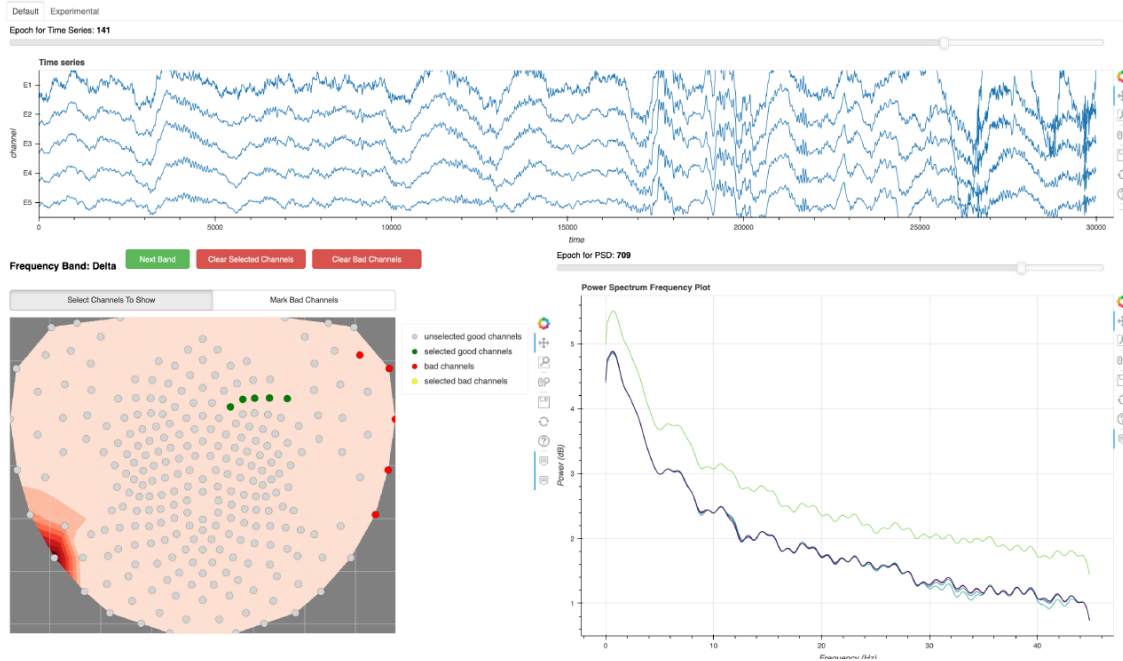 Default Experimental
Epoch for Time Series: 141
Time series
E1
E2
E3
E4
E5
channel
0 5000 10000 15000 20000 25000 30000
time
Frequency Band: Delta Next Band Clear Selected Channels Clear Bad Channels
Epoch for PSD: 709
Select Channels To Show Mark Bad Channels
unselected good channels
selected good channels
bad channels
selected bad channels
Power Spectrum Frequency Plot
5
4
3
2
1
Power (dB)
0 10 20 30 40
Frequency (Hz)